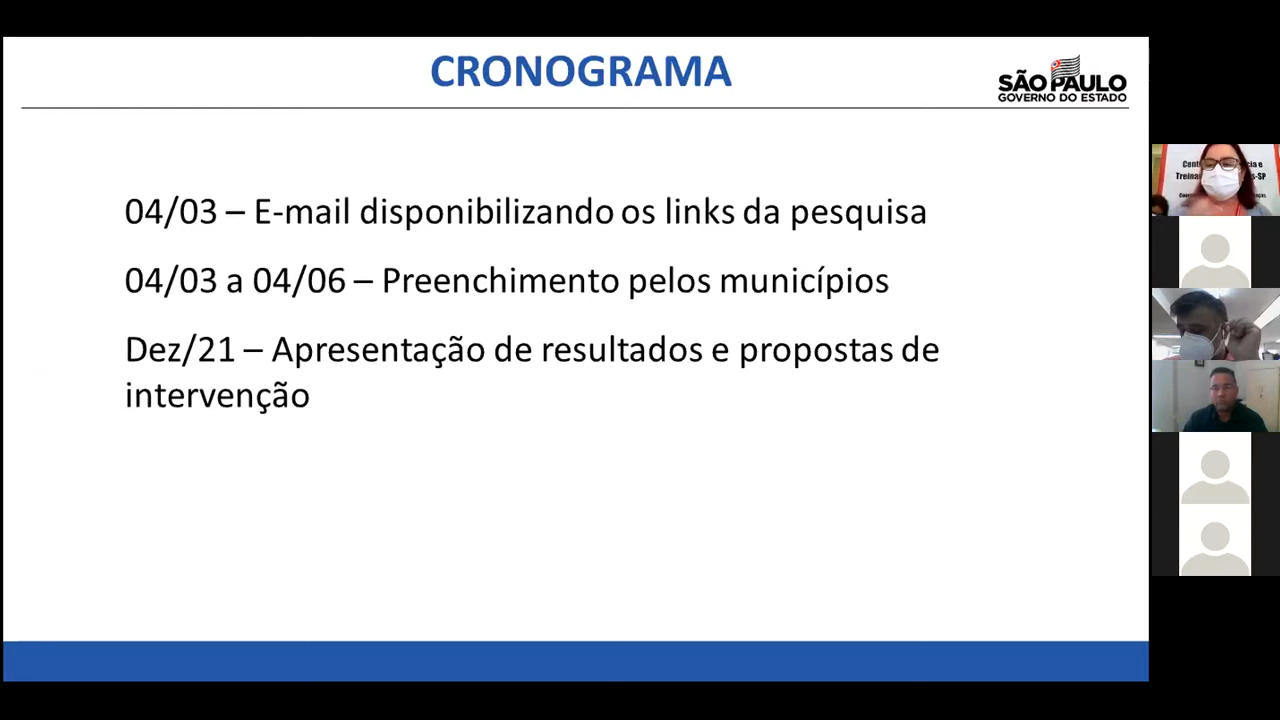 CRONOGRAMA
SÃO PAULO
GOVERNO DO ESTADO
04/03 – E-mail disponibilizando os links da pesquisa
04/03 a 04/06 – Preenchimento pelos municípios
Dez/21 – Apresentação de resultados e propostas de
intervenção